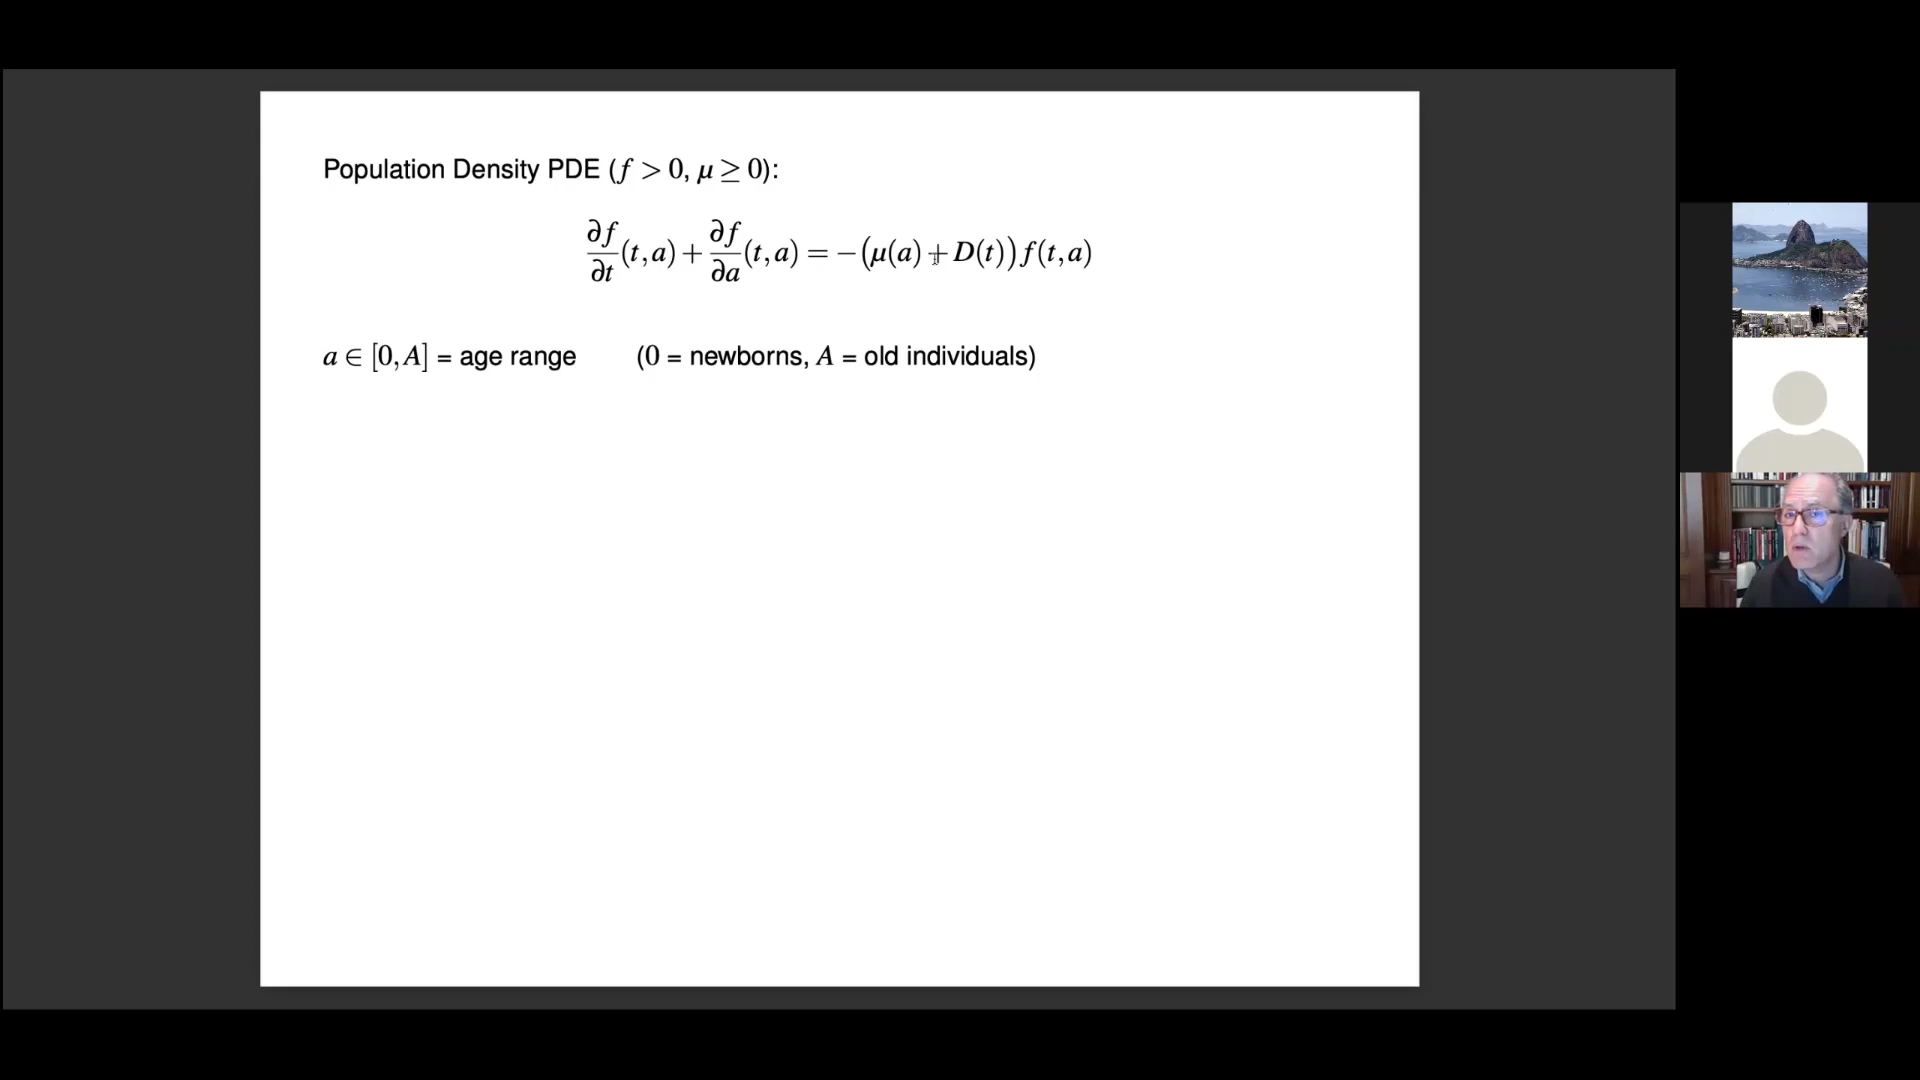 Population Density PDE (f > 0, μ ≥ 0):
∂f/∂t (t,a) + ∂f/∂a (t,a) = −(μ(a) + D(t)) f(t,a)
a ∈ [0,A] = age range (0 = newborns, A = old individuals)